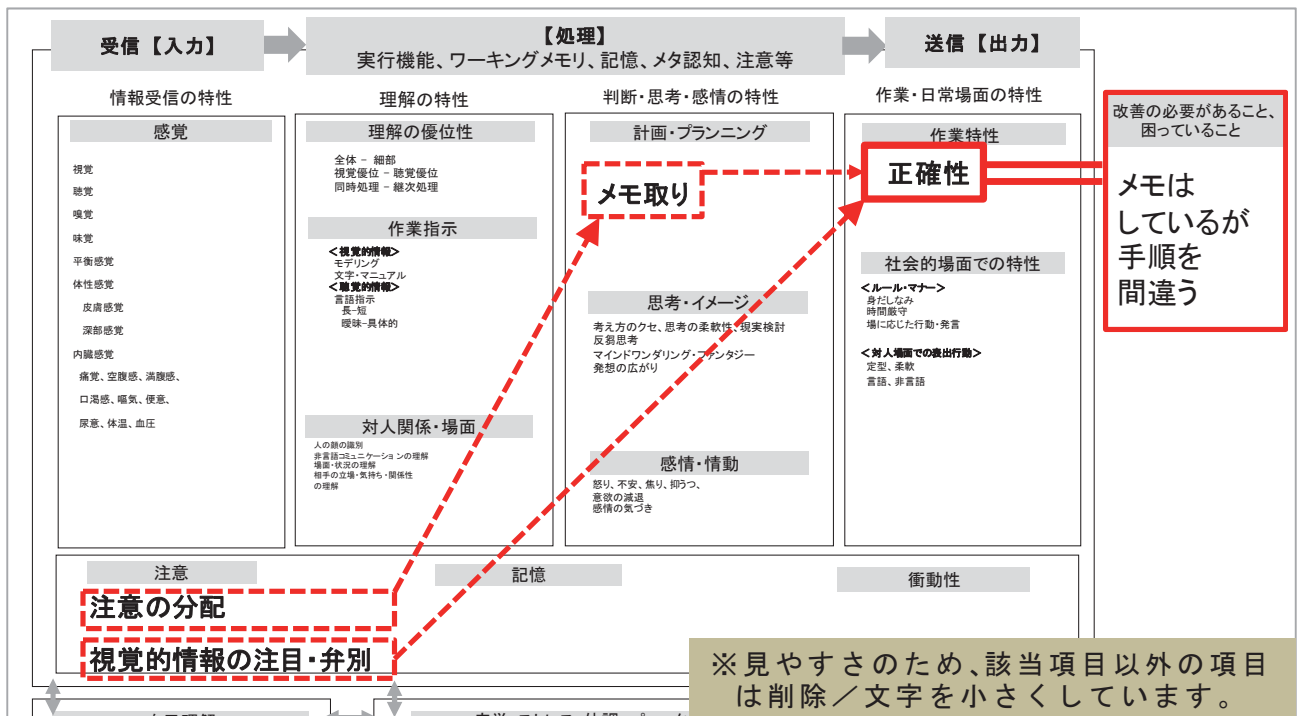 受信【入力】
【処理】
実行機能、ワーキングメモリ、記憶、メタ認知、注意等
送信【出力】
情報受信の特性
理解の特性
判断・思考・感情の特性
作業・日常場面の特性
感覚
視覚
聴覚
嗅覚
味覚
平衡感覚
体性感覚
皮膚感覚
深部感覚
内臓感覚
痛覚、空腹感、満腹感、
口渇感、嘔気、便意、
尿意、体温、血圧
理解の優位性
全体 － 細部
視覚優位 － 聴覚優位
同時処理 － 継次処理
作業指示
＜視覚的情報＞
モデリング
文字・マニュアル
＜聴覚的情報＞
言語指示
長−短
曖昧−具体的
対人関係・場面
人の顔の識別
非言語コミュニケーションの理解
場面・状況の理解
相手の立場・気持ち・関係性
の理解
計画・プランニング
メモ取り
思考・イメージ
考え方のクセ、思考の柔軟性、現実検討
反芻思考
マインドワンダリング・ファンタジー
発想の広がり
感情・情動
怒り、不安、焦り、抑うつ、
意欲の減退
感情の気づき
作業特性
正確性
社会的場面での特性
＜ルール・マナー＞
身だしなみ
時間厳守
場に応じた行動・発言
＜対人場面での表出行動＞
定型、柔軟
言語、非言語
改善の必要があること、
困っていること
メモは
しているが
手順を
間違う
注意
記憶
衝動性
注意の分配
視覚的情報の注目・弁別
※見やすさのため、該当項目以外の項目
は削除／文字を小さくしています。